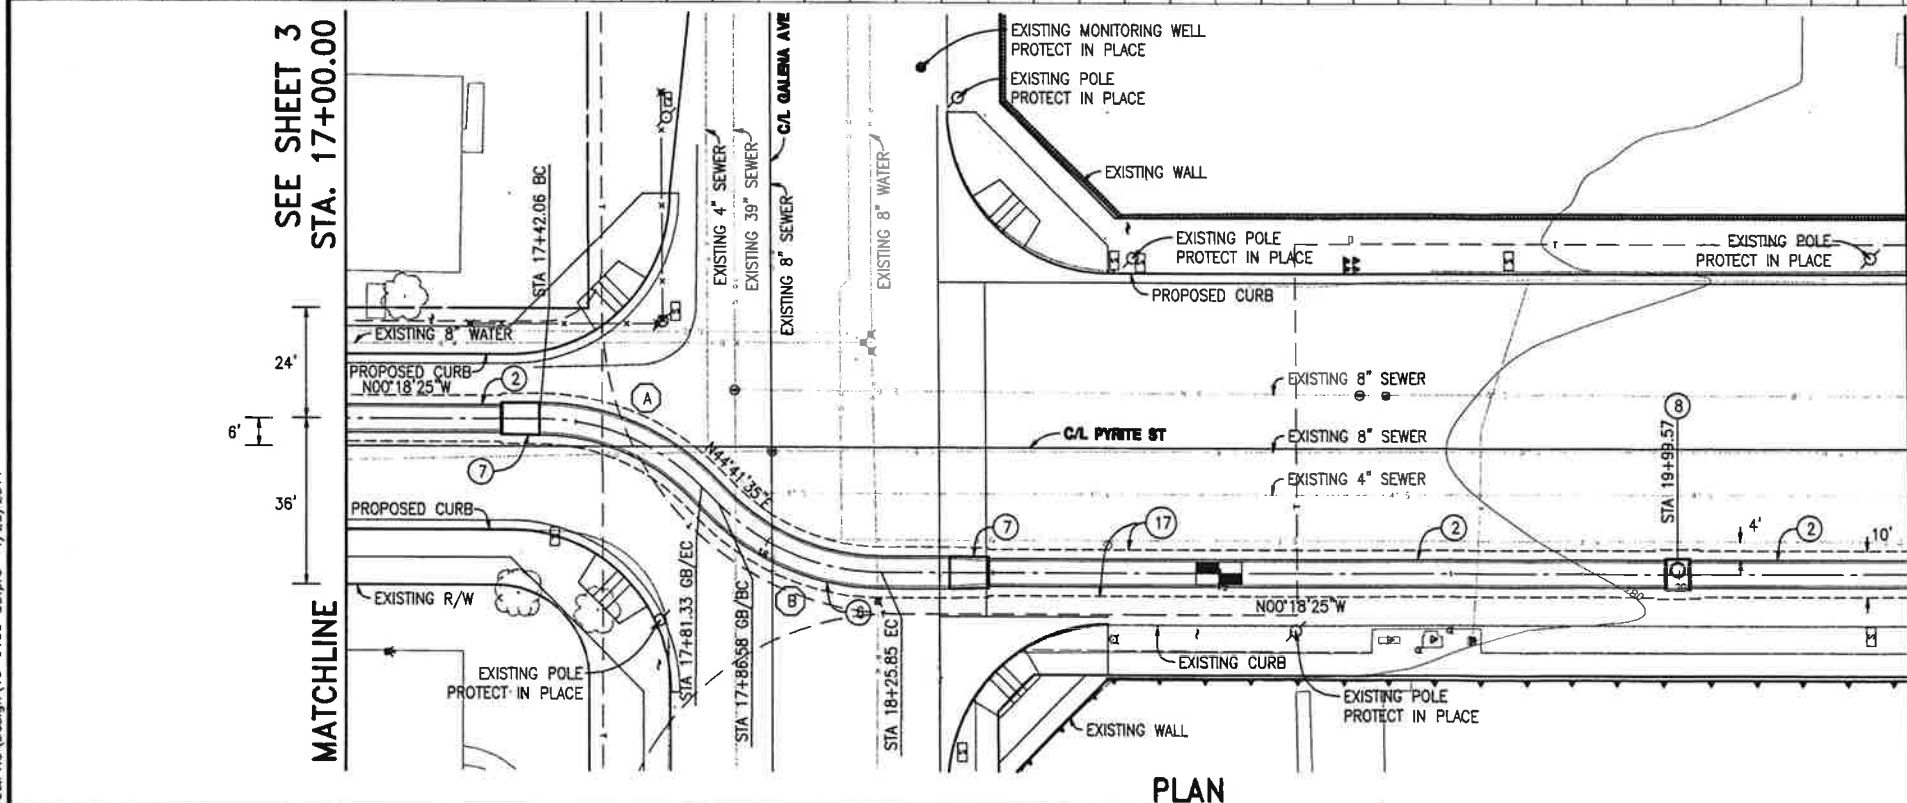 SEE SHEET 3
STA. 17+00.00
MATCHLINE
EXISTING MONITORING WELL
PROTECT IN PLACE
EXISTING POLE
PROTECT IN PLACE
EXISTING WALL
EXISTING POLE
PROTECT IN PLACE
EXISTING POLE
PROTECT IN PLACE
PROPOSED CURB
STA 17+42.06 BC
EXISTING 4" SEWER
EXISTING 39" SEWER
C/L GALENA AVE
EXISTING 8" SEWER
EXISTING 8" WATER
EXISTING 8" WATER
24'
PROPOSED CURB
N00°18'25"W
2
A
6'
7
36'
PROPOSED CURB
EXISTING R/W
N44°41'35"E
EXISTING 8" SEWER
C/L PYRITE ST
EXISTING 8" SEWER
EXISTING 4" SEWER
8
STA 19+99.57
7
17
2
4'
2
10'
B
6
N00°18'25"W
STA 17+81.33 GB/EC
STA 17+86.58 GB/BC
STA 18+25.85 EC
EXISTING POLE
PROTECT IN PLACE
EXISTING CURB
EXISTING POLE
PROTECT IN PLACE
EXISTING WALL
PLAN